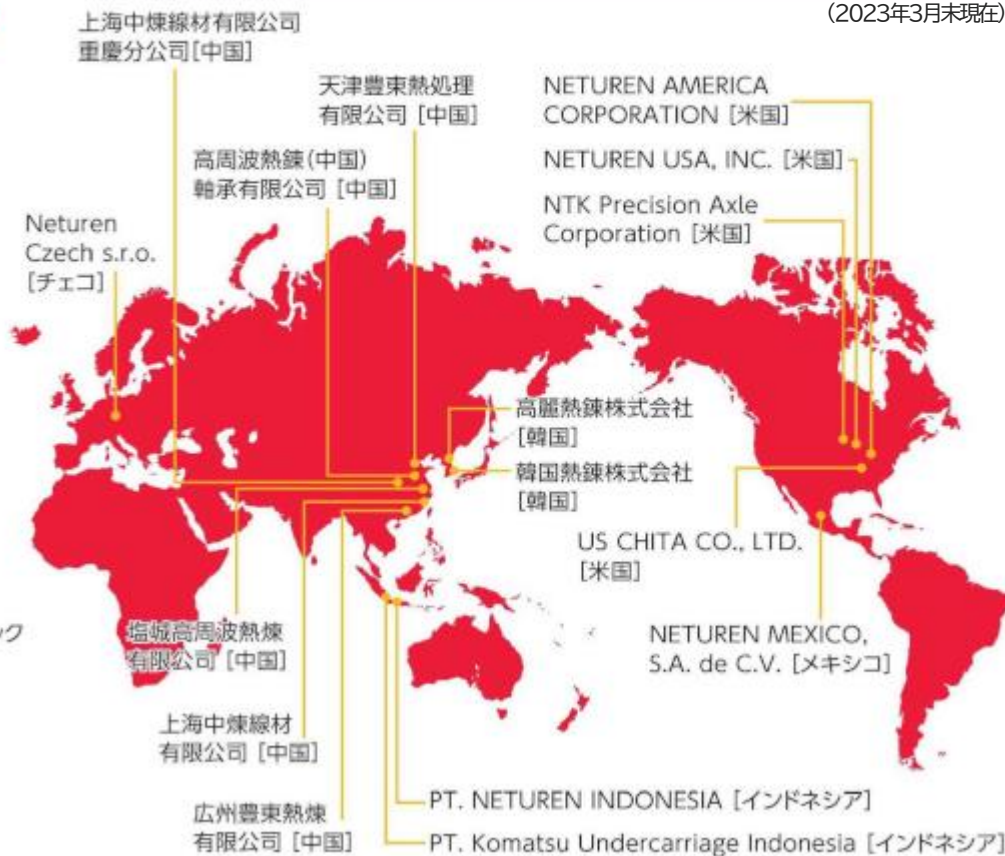 (2023年3月末現在)
上海中煉線材有限公司
重慶分公司[中国]
天津豊東熱処理
有限公司 [中国]
高周波熱錬(中国)
軸承有限公司 [中国]
Neturen
Czech s.r.o.
[チェコ]
NETUREN AMERICA
CORPORATION [米国]
NETUREN USA, INC. [米国]
NTK Precision Axle
Corporation [米国]
高麗熱錬株式会社
[韓国]
韓国熱錬株式会社
[韓国]
US CHITA CO., LTD.
[米国]
NETUREN MEXICO,
S.A. de C.V. [メキシコ]
塩城高周波熱煉
有限公司 [中国]
上海中煉線材
有限公司 [中国]
広州豊東熱煉
有限公司 [中国]
PT. NETUREN INDONESIA [インドネシア]
PT. Komatsu Undercarriage Indonesia [インドネシア]